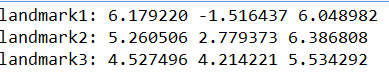 landmark1: 6.179220 -1.516437 6.048982
landmark2: 5.260506 2.779373 6.386808
landmark3: 4.527496 4.214221 5.534292